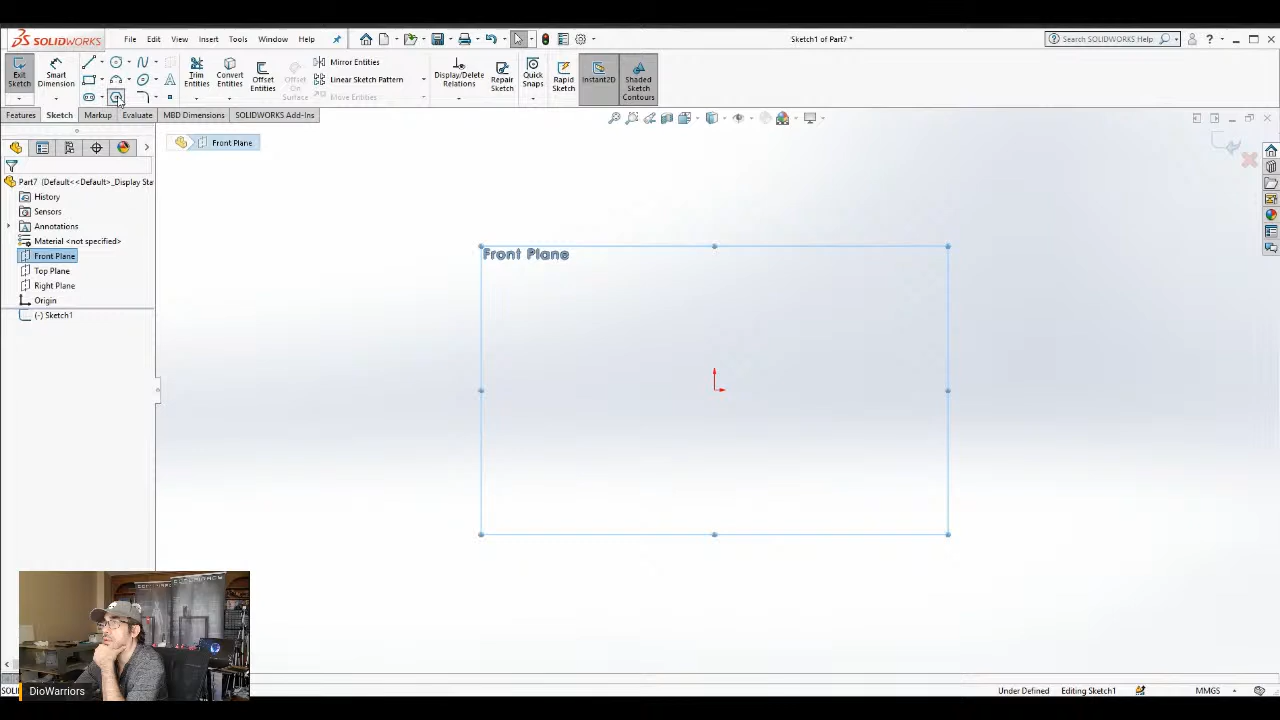 SOLIDWORKS
File Edit View Insert Tools Window Help
Sketch1 of Part7 *
Search SOLIDWORKS Help
Exit Sketch
Smart Dimension
Trim Entities
Convert Entities
Offset Entities
Offset On Surface
Mirror Entities
Linear Sketch Pattern
Move Entities
Display/Delete Relations
Repair Sketch
Quick Snaps
Rapid Sketch
Instant2D
Shaded Sketch Contours
Features Sketch Markup Evaluate MBD Dimensions SOLIDWORKS Add-Ins
Front Plane
Part7 (Default<<Default>_Display Sta
History
Sensors
Annotations
Material <not specified>
Front Plane
Top Plane
Right Plane
Origin
(-) Sketch1
Front Plane
DioWarriors
Under Defined Editing Sketch1 MMGS